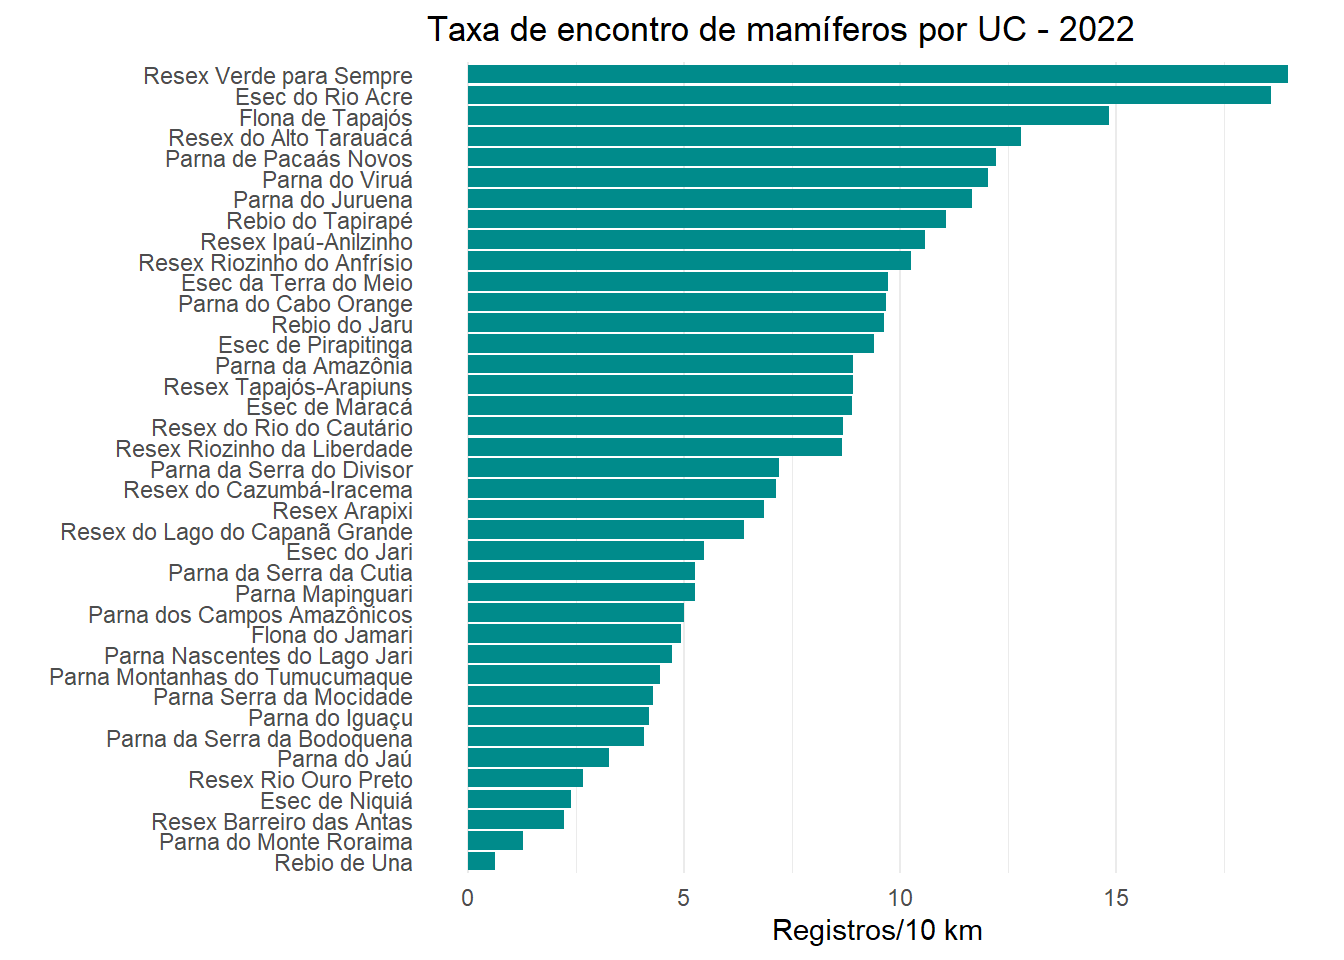 Taxa de encontro de mamíferos por UC - 2022
Resex Verde para Sempre
Esec do Rio Acre
Flona de Tapajós
Resex do Alto Tarauacá
Parna de Pacaás Novos
Parna do Viruá
Parna do Juruena
Rebio do Tapirapé
Resex Ipaú-Anilzinho
Resex Riozinho do Anfrísio
Esec da Terra do Meio
Parna do Cabo Orange
Rebio do Jaru
Esec de Pirapitinga
Parna da Amazônia
Resex Tapajós-Arapiuns
Esec de Maracá
Resex do Rio do Cautário
Resex Riozinho da Liberdade
Parna da Serra do Divisor
Resex do Cazumbá-Iracema
Resex Arapixi
Resex do Lago do Capanã Grande
Esec do Jari
Parna da Serra da Cutia
Parna Mapinguari
Parna dos Campos Amazônicos
Flona do Jamari
Parna Nascentes do Lago Jari
Parna Montanhas do Tumucumaque
Parna Serra da Mocidade
Parna do Iguaçu
Parna da Serra da Bodoquena
Parna do Jaú
Resex Rio Ouro Preto
Esec de Niquiá
Resex Barreiro das Antas
Parna do Monte Roraima
Rebio de Una
0 5 10 15
Registros/10 km